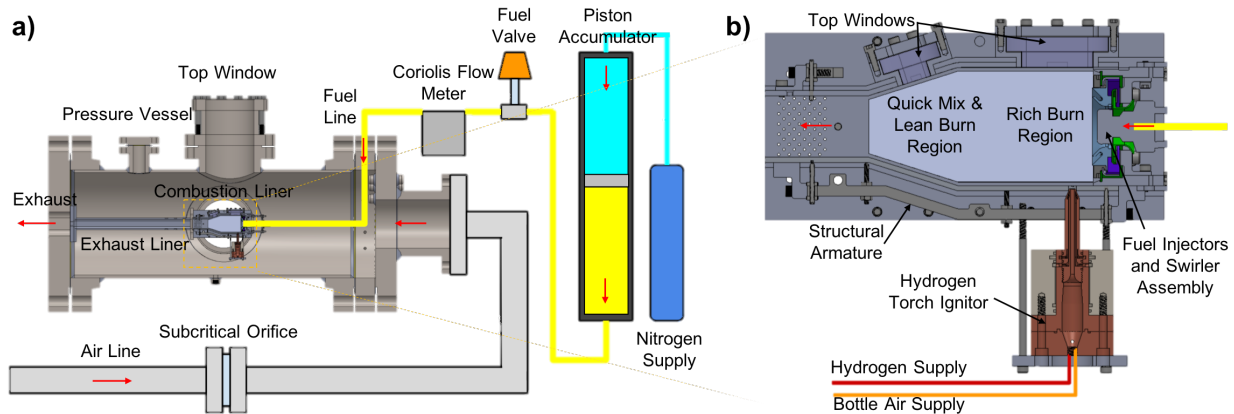 a)
Fuel
Valve
Piston
Accumulator
Top Window
Coriolis Flow
Meter
Fuel
Line
Pressure Vessel
Combustion Liner
Exhaust
Exhaust Liner
Subcritical Orifice
Air Line
Nitrogen
Supply
b)
Top Windows
Quick Mix &
Lean Burn
Region
Rich Burn
Region
Structural
Armature
Fuel Injectors
and Swirler
Assembly
Hydrogen
Torch Ignitor
Hydrogen Supply
Bottle Air Supply